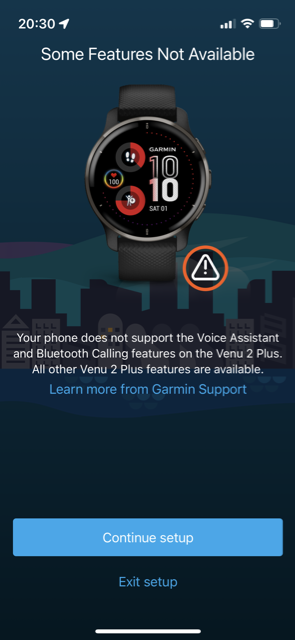 20:30
Some Features Not Available
GARMIN
10
10
100
SAT 01
Your phone does not support the Voice Assistant
and Bluetooth Calling features on the Venu 2 Plus.
All other Venu 2 Plus features are available.
Learn more from Garmin Support
Continue setup
Exit setup